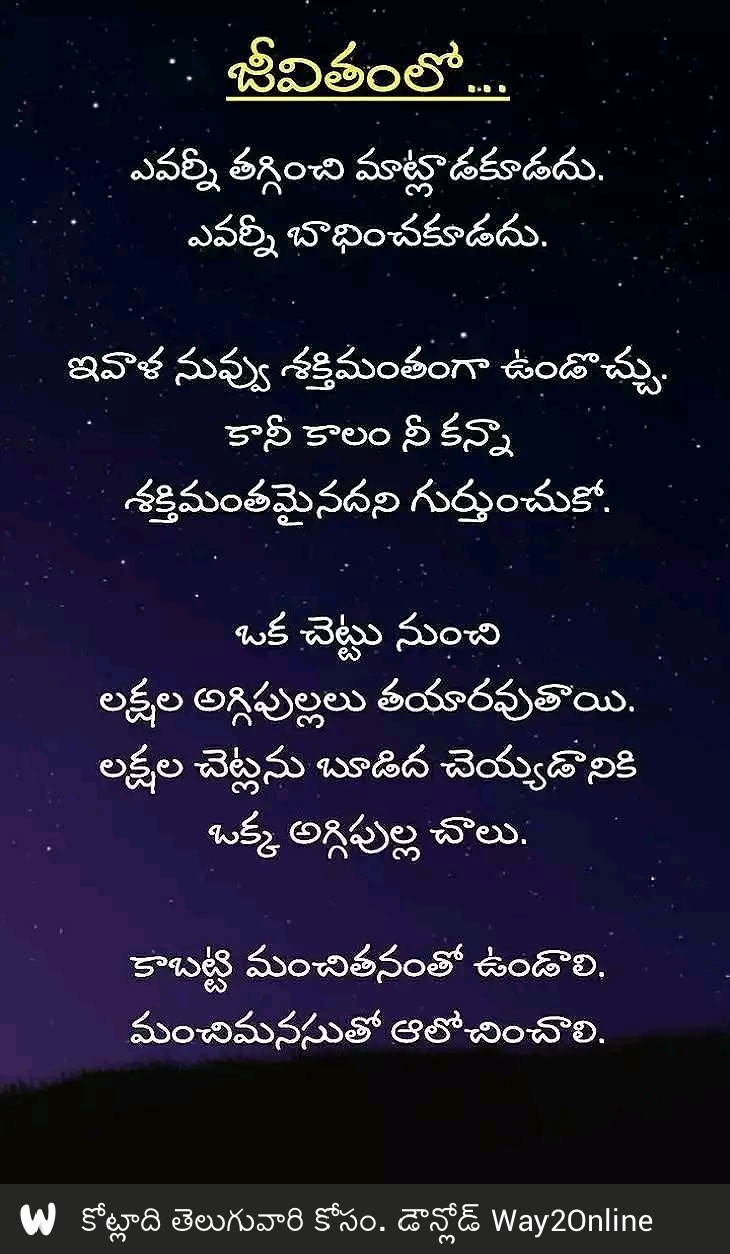 జీవితంలో...
ఎవర్నీ తగ్గించి మాట్లాడకూడదు.
ఎవర్నీ బాధించకూడదు.
ఇవాళ నువ్వు శక్తిమంతంగా ఉండొచ్చు.
కానీ కాలం నీ కన్నా
శక్తిమంతమైనదని గుర్తుంచుకో.
ఒక చెట్టు నుంచి
లక్షల అగ్గిపుల్లలు తయారవుతాయి.
లక్షల చెట్లను బూడిద చెయ్యడానికి
ఒక్క అగ్గిపుల్ల చాలు.
కాబట్టి మంచితనంతో ఉండాలి.
మంచిమనసుతో ఆలోచించాలి.
W కోట్లాది తెలుగువారి కోసం. డౌన్లోడ్ Way2Online